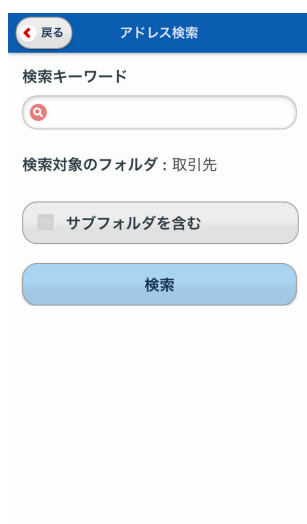 戻る
アドレス検索
検索キーワード
検索対象のフォルダ : 取引先
サブフォルダを含む
検索